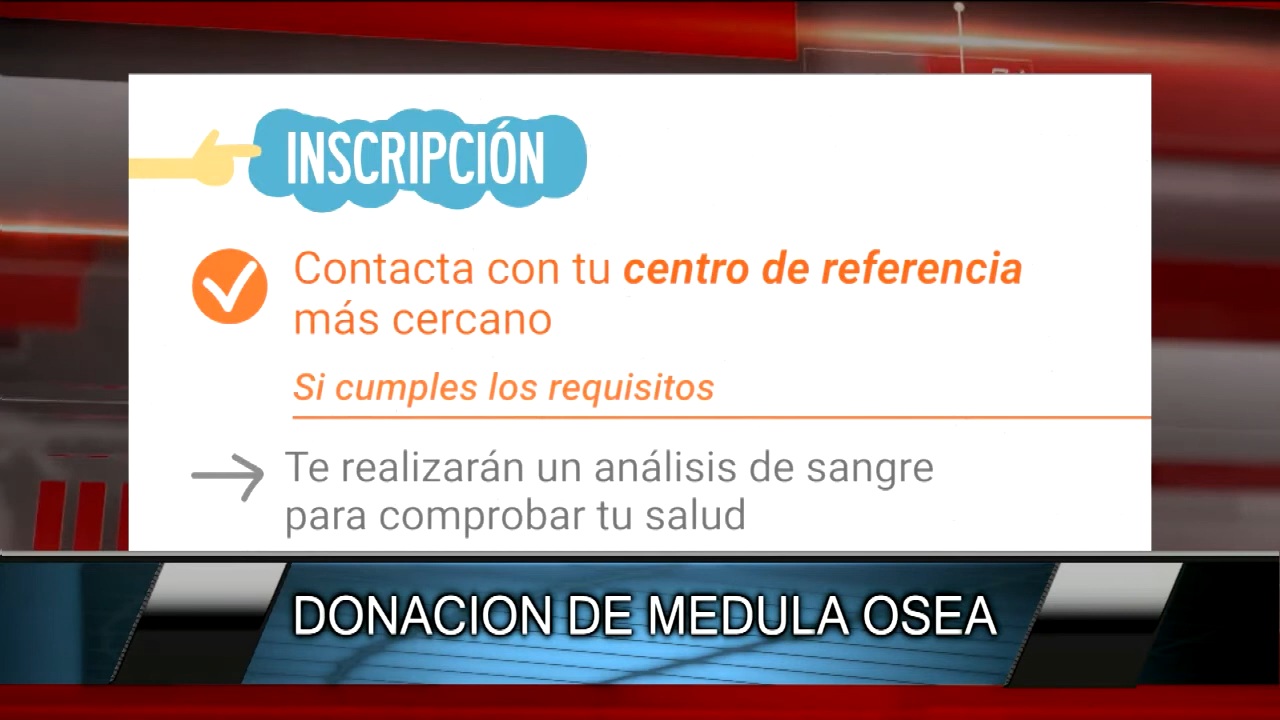 INSCRIPCIÓN
Contacta con tu centro de referencia
más cercano
Si cumples los requisitos
Te realizarán un análisis de sangre
para comprobar tu salud
DONACION DE MEDULA OSEA